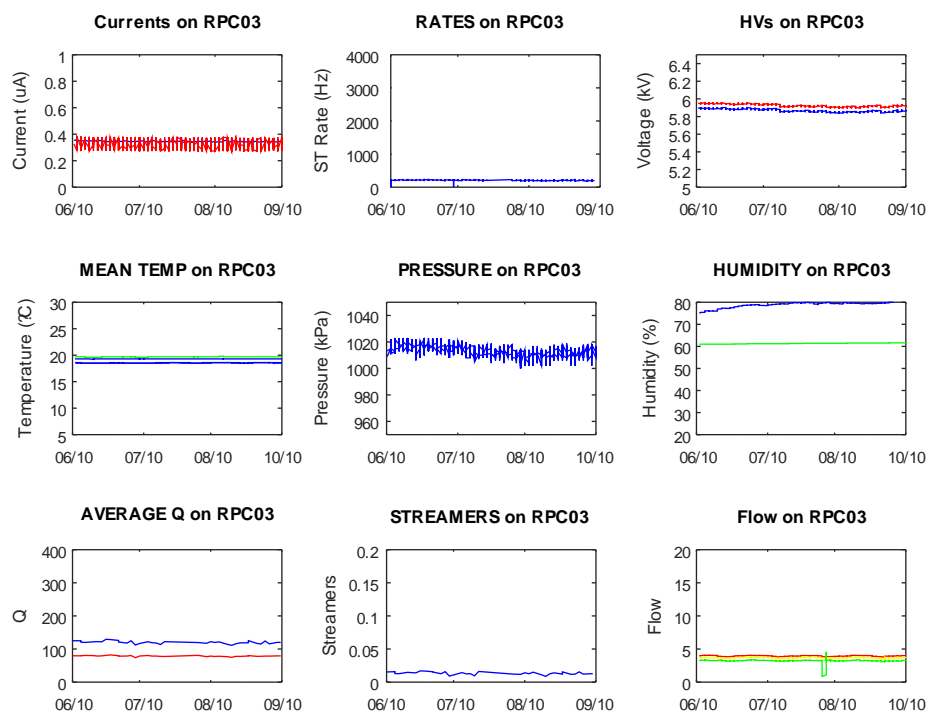 Currents on RPC03
Current (uA)
1
0.8
0.6
0.4
0.2
0
06/10 07/10 08/10 09/10
RATES on RPC03
ST Rate (Hz)
4000
3000
2000
1000
0
06/10 07/10 08/10 09/10
HVs on RPC03
Voltage (kV)
6.4
6.2
6
5.8
5.6
5.4
5.2
5
06/10 07/10 08/10 09/10
MEAN TEMP on RPC03
Temperature (?C)
30
25
20
15
10
5
06/10 07/10 08/10 10/10
PRESSURE on RPC03
Pressure (kPa)
1040
1020
1000
980
960
06/10 07/10 08/10 10/10
HUMIDITY on RPC03
Humidity (%)
80
70
60
50
40
30
20
06/10 07/10 08/10 10/10
AVERAGE Q on RPC03
Q
400
300
200
100
0
06/10 07/10 08/10 09/10
STREAMERS on RPC03
Streamers
0.2
0.15
0.1
0.05
0
06/10 07/10 08/10 09/10
Flow on RPC03
Flow
20
15
10
5
0
06/10 07/10 08/10 10/10